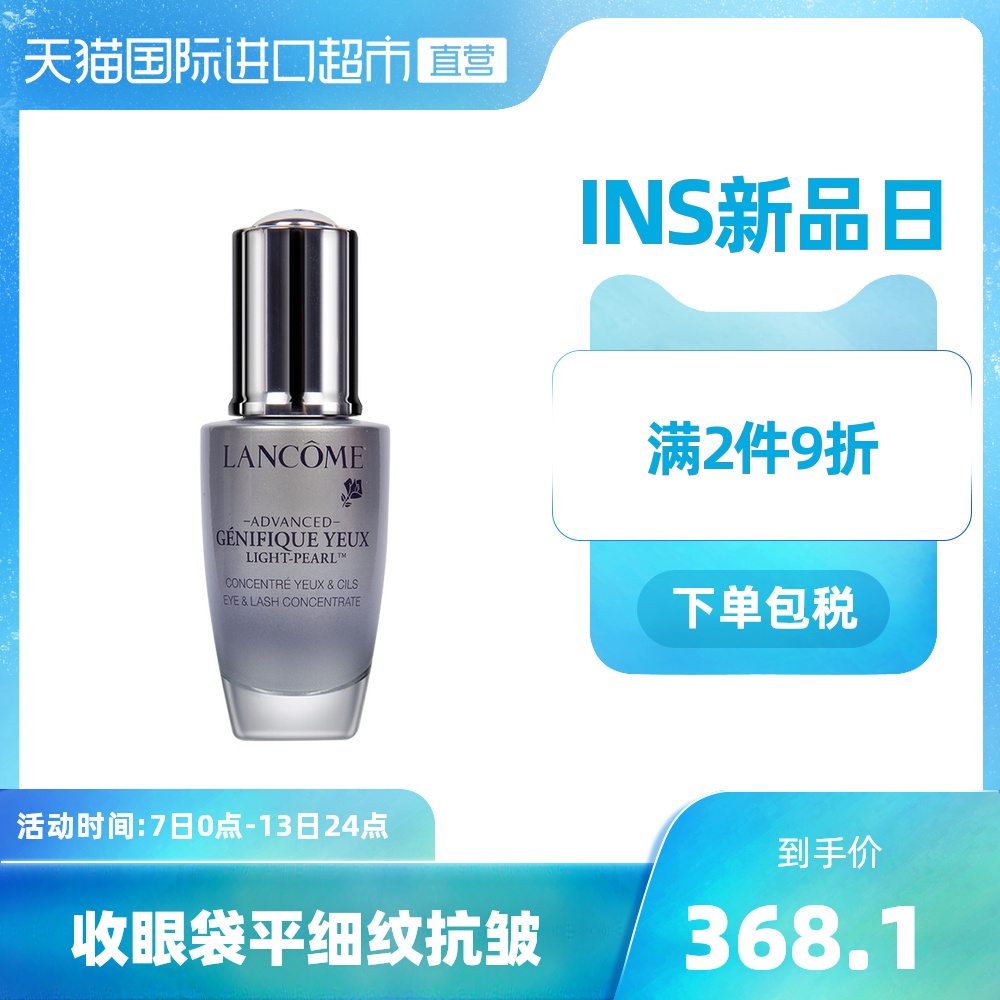 天猫国际进口超市 直营
INS新品日
满2件9折
下单包税
LANCÔME
-ADVANCED-
GÉNIFIQUE YEUX
LIGHT-PEARL™
CONCENTRÉ YEUX & CILS
EYE & LASH CONCENTRATE
活动时间:7日0点-13日24点
收眼袋平细纹抗皱
到手价
368.1